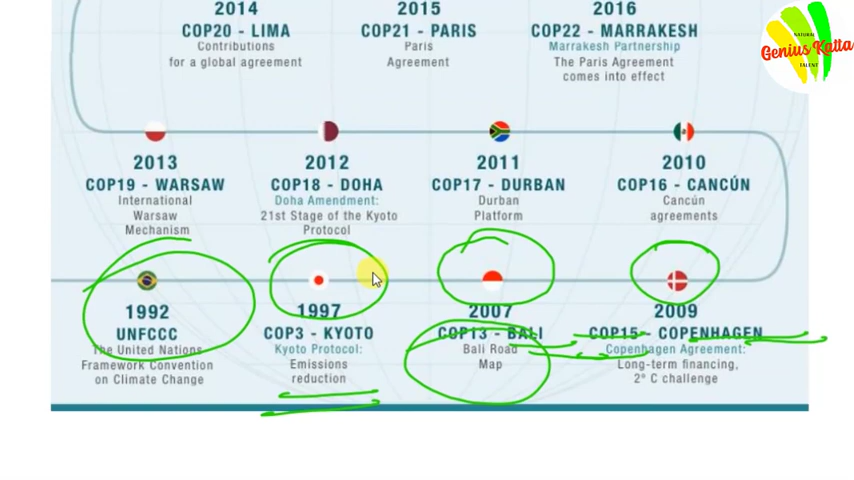 2014
COP20 - LIMA
Contributions
for a global agreement
2015
COP21 - PARIS
Paris
Agreement
2016
COP22 - MARRAKESH
Marrakesh Partnership
The Paris Agreement
comes into effect
NATURAL
Genius Katta
TALENT
2013
COP19 - WARSAW
International
Warsaw
Mechanism
2012
COP18 - DOHA
Doha Amendment:
21st Stage of the Kyoto
Protocol
2011
COP17 - DURBAN
Durban
Platform
2010
COP16 - CANCÚN
Cancún
agreements
1992
UNFCCC
The United Nations
Framework Convention
on Climate Change
1997
COP3 - KYOTO
Kyoto Protocol:
Emissions
reduction
2007
COP13 - BALI
Bali Road
Map
2009
COP15 - COPENHAGEN
Copenhagen Agreement:
Long-term financing,
2° C challenge